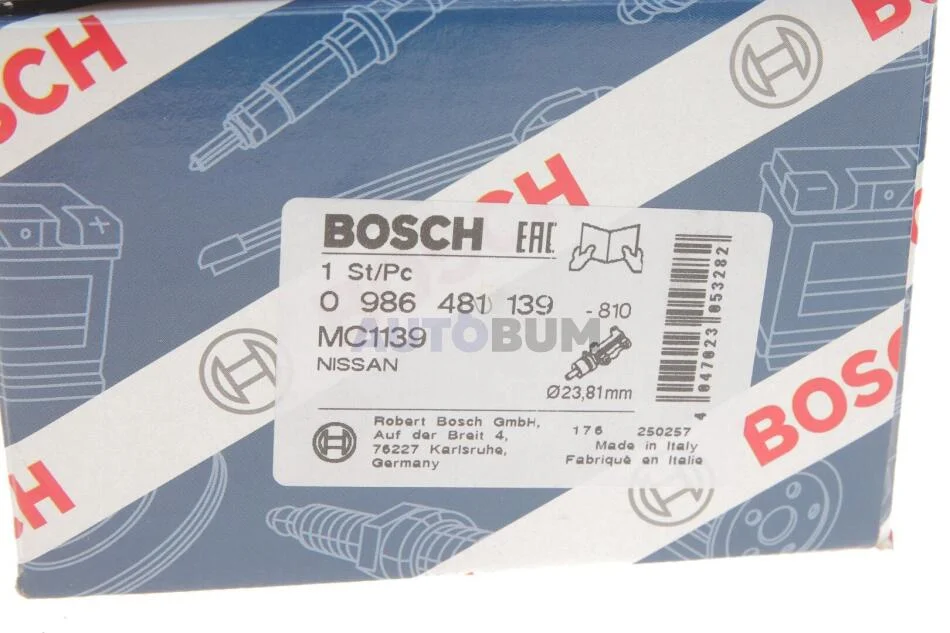 BOSCH
BOSCH
BOSCH EAC
1 St/Pc
0 986 481 139 -810
MC1139
AUTOBUM
NISSAN
Ø23,81mm
4 047023 053282
Robert Bosch GmbH,
Auf der Breit 4,
76227 Karlsruhe,
Germany
176 250257
Made in Italy
Fabriqué en Italie
BOSCH